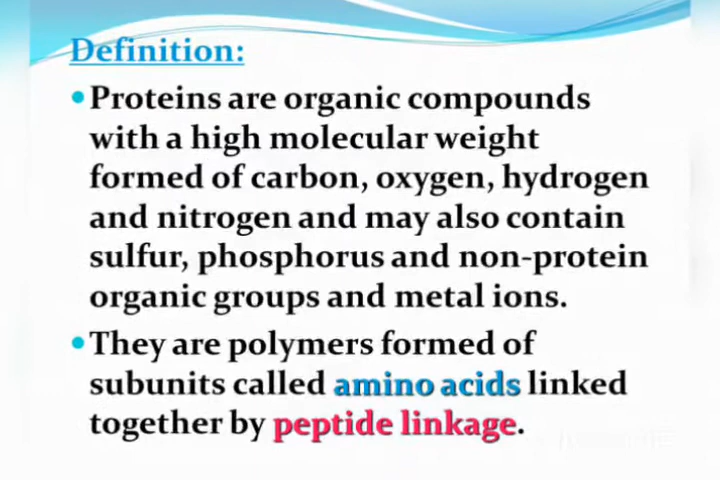 Definition:
•Proteins are organic compounds
with a high molecular weight
formed of carbon, oxygen, hydrogen
and nitrogen and may also contain
sulfur, phosphorus and non-protein
organic groups and metal ions.
•They are polymers formed of
subunits called amino acids linked
together by peptide linkage.